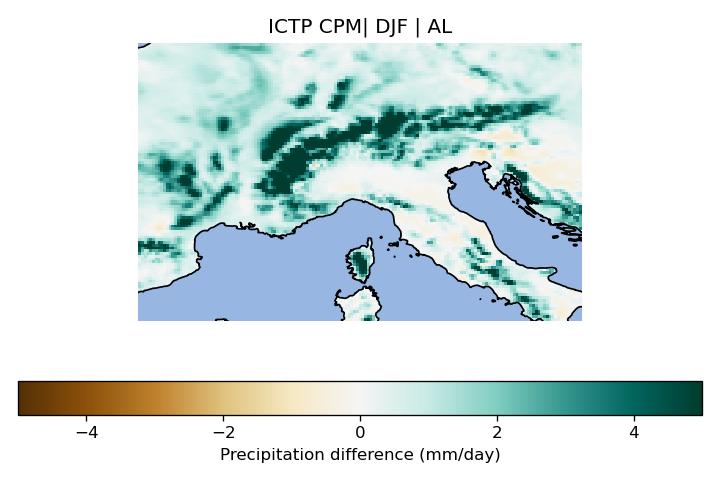 ICTP CPM| DJF | AL
−4 −2 0 2 4
Precipitation difference (mm/day)